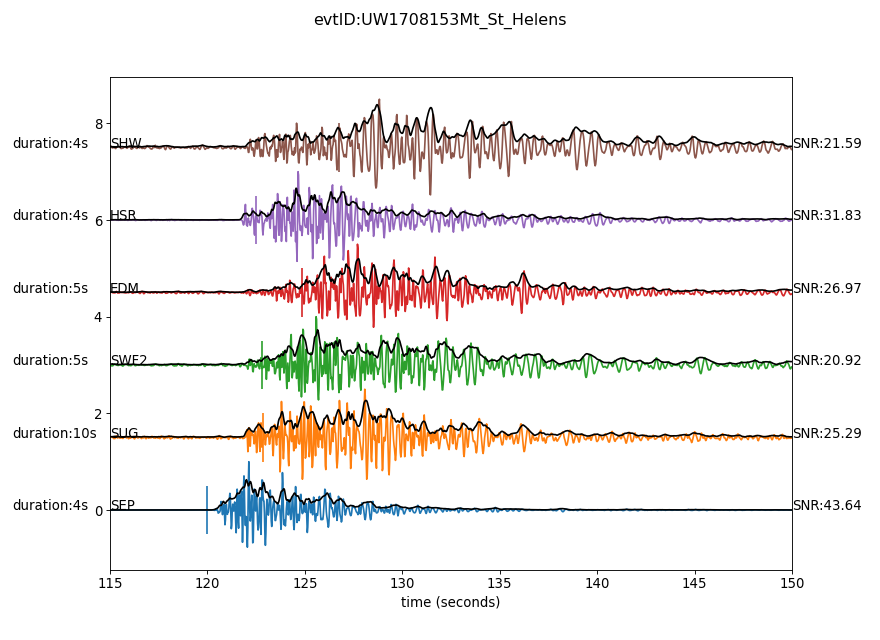 evtID:UW1708153Mt_St_Helens
8
duration:4s SHW SNR:21.59
duration:4s HSR SNR:31.83
6
duration:5s EDM SNR:26.97
4
duration:5s SWF2 SNR:20.92
2
duration:10s SUG SNR:25.29
duration:4s SEP SNR:43.64
0
115 120 125 130 135 140 145 150
time (seconds)